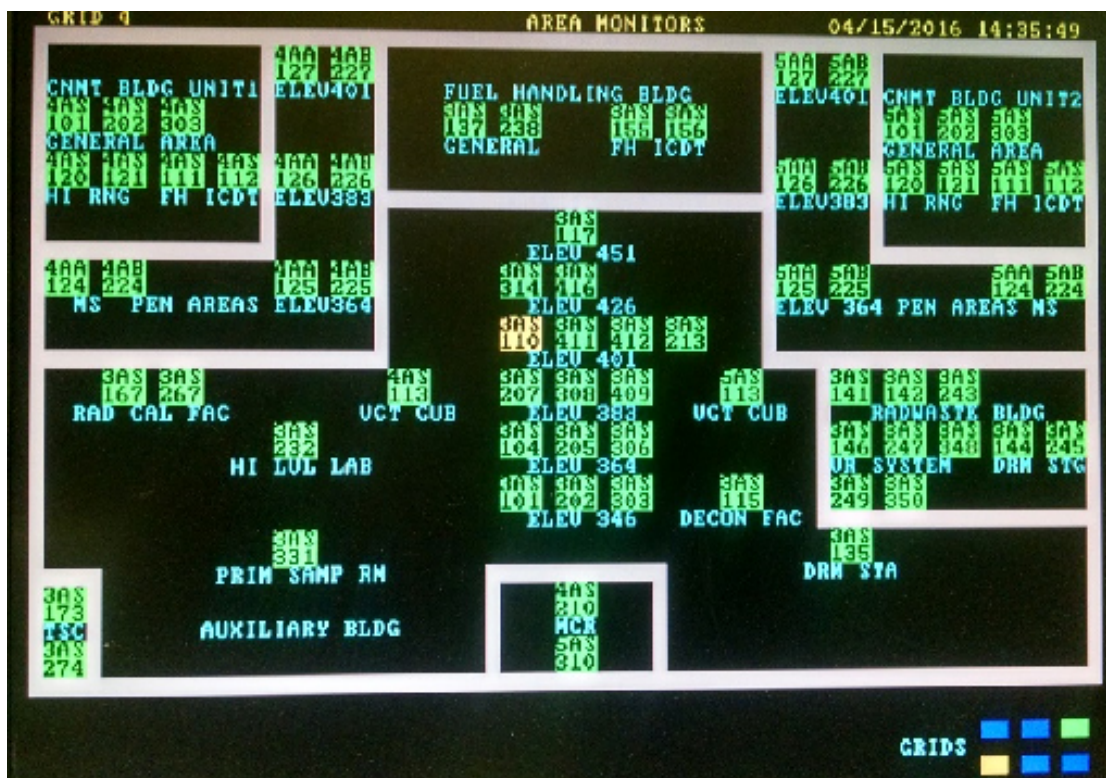 GRID 4 AREA MONITORS 04/15/2016 14:35:49
4AA 4AB 5AA 5AB
127 227 127 227
CNMT BLDG UNIT1 ELEV401 FUEL HANDLING BLDG ELEV401 CNMT BLDG UNIT2
4AS 4AS 4AS 3AS 3AS 3AS 3AS 5AS 5AS 5AS
101 202 303 137 238 155 156 101 202 303
GENERAL AREA GENERAL FH ICDT GENERAL AREA
4AS 4AS 4AS 4AS 4AA 4AB 5AA 5AB 5AS 5AS 5AS 5AS
120 121 111 112 126 226 126 226 120 121 111 112
HI RNG FH ICDT ELEV383 ELEV383 HI RNG FH ICDT
3AS
117
ELEV 451
4AA 4AB 4AA 4AB 3AS 3AS 5AA 5AB 5AA 5AB
124 224 125 225 314 416 125 225 124 224
MS PEN AREAS ELEV364 ELEV 426 ELEV 364 PEN AREAS MS
3AS 3AS 3AS 3AS
110 411 412 213
ELEV 401
3AS 3AS 4AS 3AS 3AS 3AS 5AS 3AS 3AS 3AS
167 267 113 207 308 409 113 141 142 243
RAD CAL FAC VCT CUB ELEV 383 VCT CUB RADWASTE BLDG
3AS 3AS 3AS 3AS 3AS 3AS 3AS 3AS 3AS
232 104 205 306 146 247 348 144 245
HI LVL LAB ELEV 364 VR SYSTEM DRM STG
3AS 3AS 3AS 3AS 3AS 3AS
101 202 303 115 249 350
ELEV 346 DECON FAC
3AS 3AS
331 135
PRIM SAMP RM DRM STA
3AS 4AS
173 210
TSC AUXILIARY BLDG MCR
3AS 5AS
274 310
GRIDS